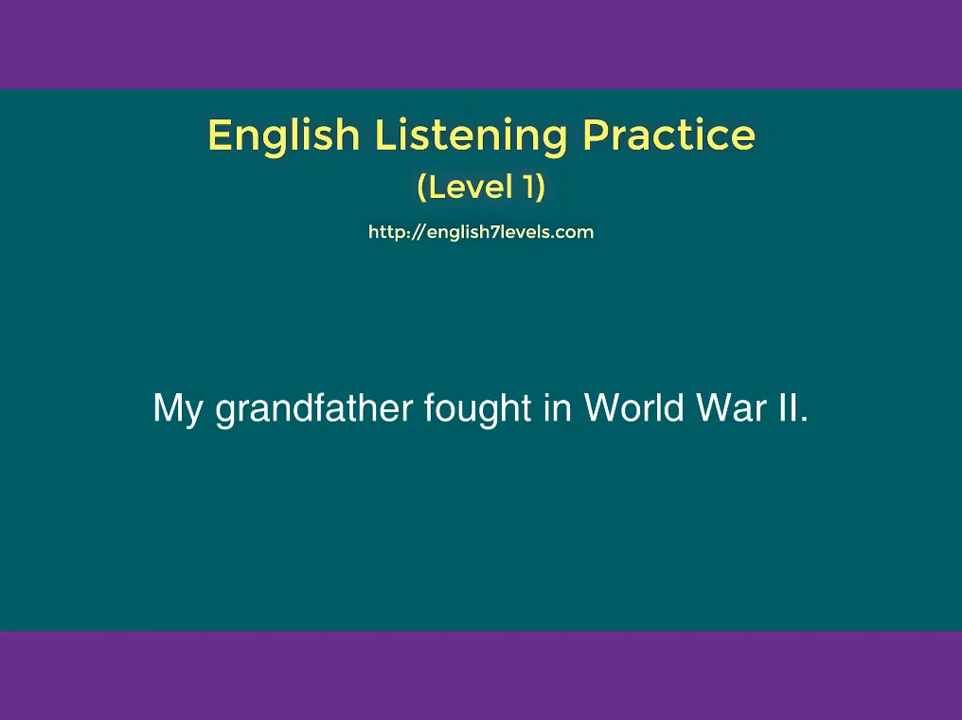 English Listening Practice
(Level 1)
http://english7levels.com
My grandfather fought in World War II.